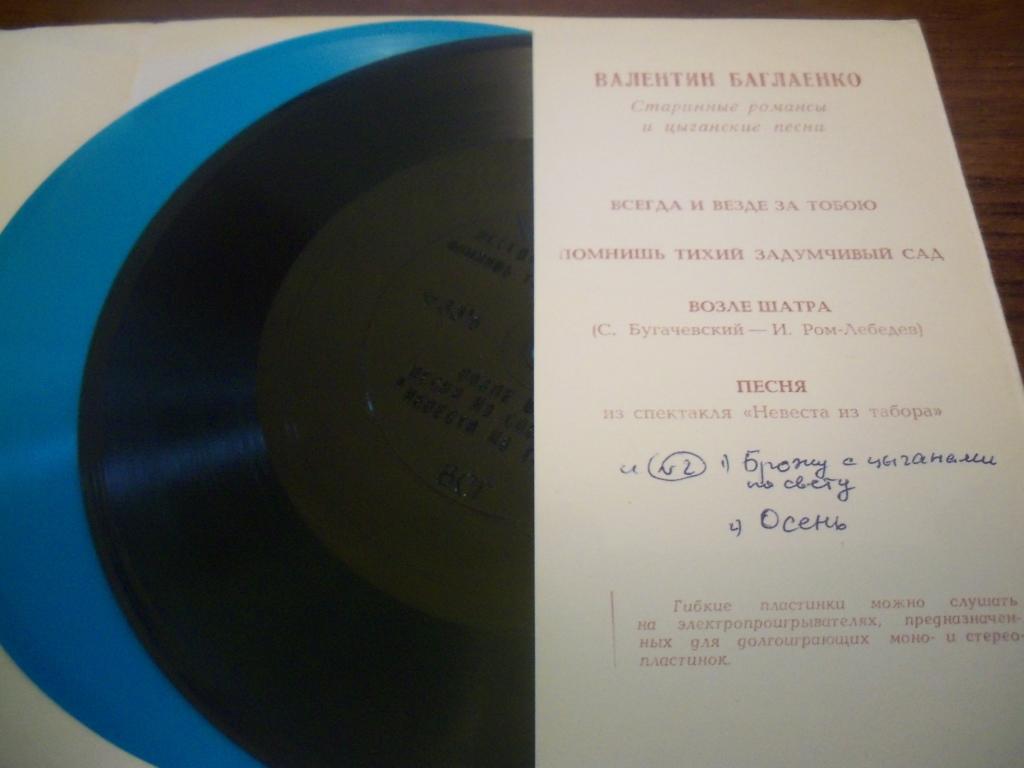 ВАЛЕНТИН БАГЛАЕНКО
Старинные романсы
и цыганские песни
ВСЕГДА И ВЕЗДЕ ЗА ТОБОЮ
ПОМНИШЬ ТИХИЙ ЗАДУМЧИВЫЙ САД
ВОЗЛЕ ШАТРА
(С. Бугачевский — И. Ром-Лебедев)
ПЕСНЯ
из спектакля «Невеста из табора»
и №2 1) Брожу с цыганами
по свету
2) Осень
Гибкие пластинки можно слушать
на электропроигрывателях, предназначен-
ных для долгоиграющих моно- и стерео-
пластинок.